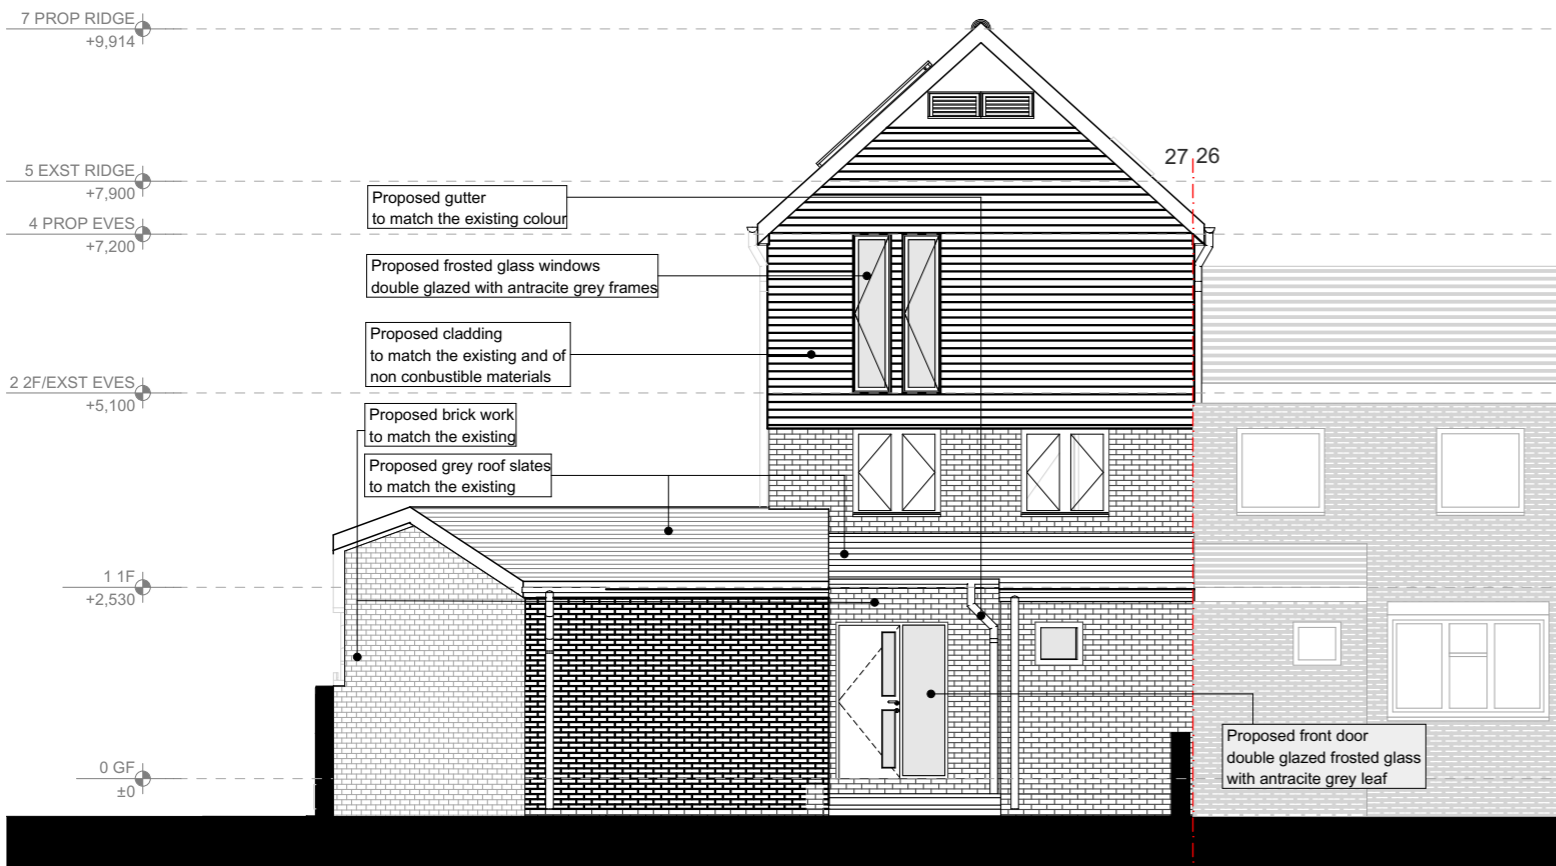 7 PROP RIDGE
+9,914
5 EXST RIDGE
+7,900
4 PROP EVES
+7,200
2 2F/EXST EVES
+5,100
1 1F
+2,530
0 GF
±0
27 26
Proposed gutter
to match the existing colour
Proposed frosted glass windows
double glazed with antracite grey frames
Proposed cladding
to match the existing and of
non conbustible materials
Proposed brick work
to match the existing
Proposed grey roof slates
to match the existing
Proposed front door
double glazed frosted glass
with antracite grey leaf